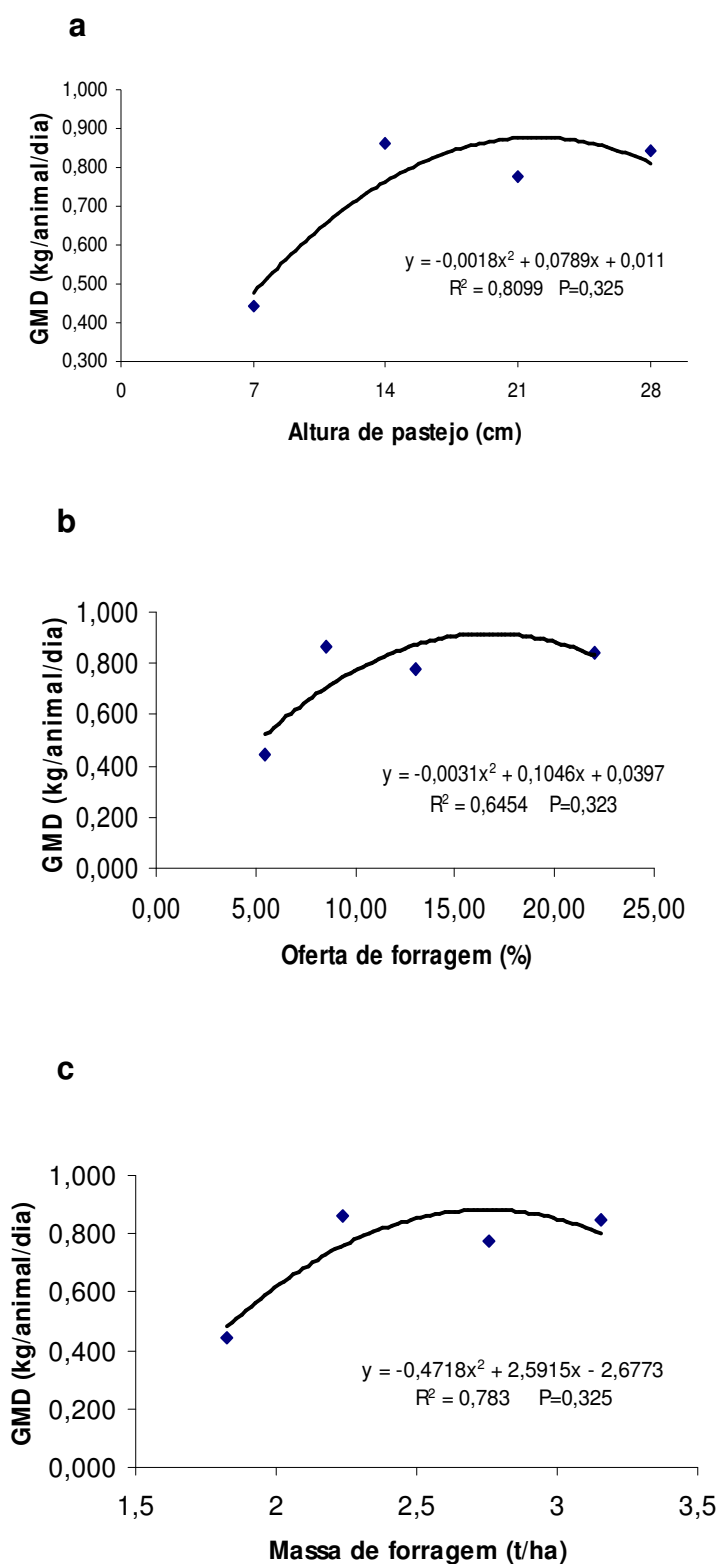 a
GMD (kg/animal/dia)
1,000
0,900
0,800
0,700
0,600
0,500
0,400
0,300
0 7 14 21 28
y = -0,0018x² + 0,0789x + 0,011
R² = 0,8099 P=0,325
Altura de pastejo (cm)
b
GMD (kg/animal/dia)
1,000
0,800
0,600
0,400
0,200
0,000
0,00 5,00 10,00 15,00 20,00 25,00
y = -0,0031x² + 0,1046x + 0,0397
R² = 0,6454 P=0,323
Oferta de forragem (%)
c
GMD (kg/animal/dia)
1,000
0,800
0,600
0,400
0,200
0,000
1,5 2 2,5 3 3,5
y = -0,4718x² + 2,5915x - 2,6773
R² = 0,783 P=0,325
Massa de forragem (t/ha)